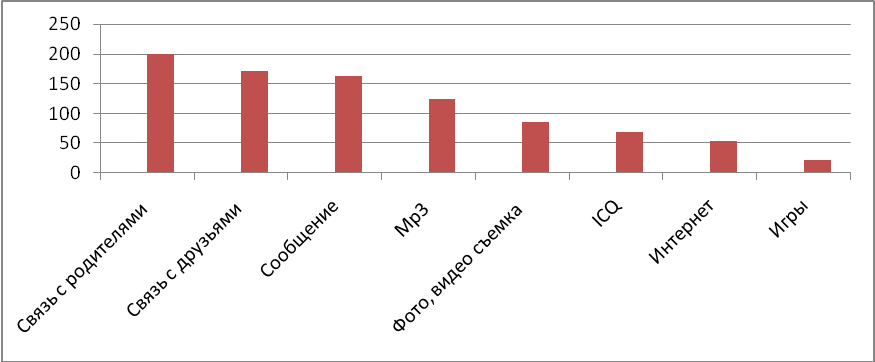 250
200
150
100
50
0
Связь с родителями
Связь с друзьями
Сообщение
Mp3
Фото, видео съемка
ICQ
Интернет
Игры